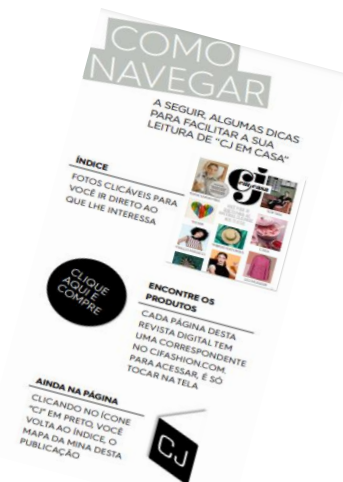 COMO
NAVEGAR
A SEGUIR, ALGUMAS DICAS
PARA FACILITAR A SUA
LEITURA DE "CJ EM CASA"
ÍNDICE
FOTOS CLICÁVEIS PARA
VOCÊ IR DIRETO AO
QUE LHE INTERESSA
cj
CLIQUE
AQUI E
COMPRE
ENCONTRE OS
PRODUTOS
CADA PÁGINA DESTA
REVISTA DIGITAL TEM
UMA CORRESPONDENTE
NO CJFASHION.COM.
PARA ACESSAR, É SÓ
TOCAR NA TELA
AINDA NA PÁGINA
CLICANDO NO ÍCONE
"CJ" EM PRETO, VOCÊ
VOLTA AO ÍNDICE, O
MAPA DA MINA DESTA
PUBLICAÇÃO
CJ